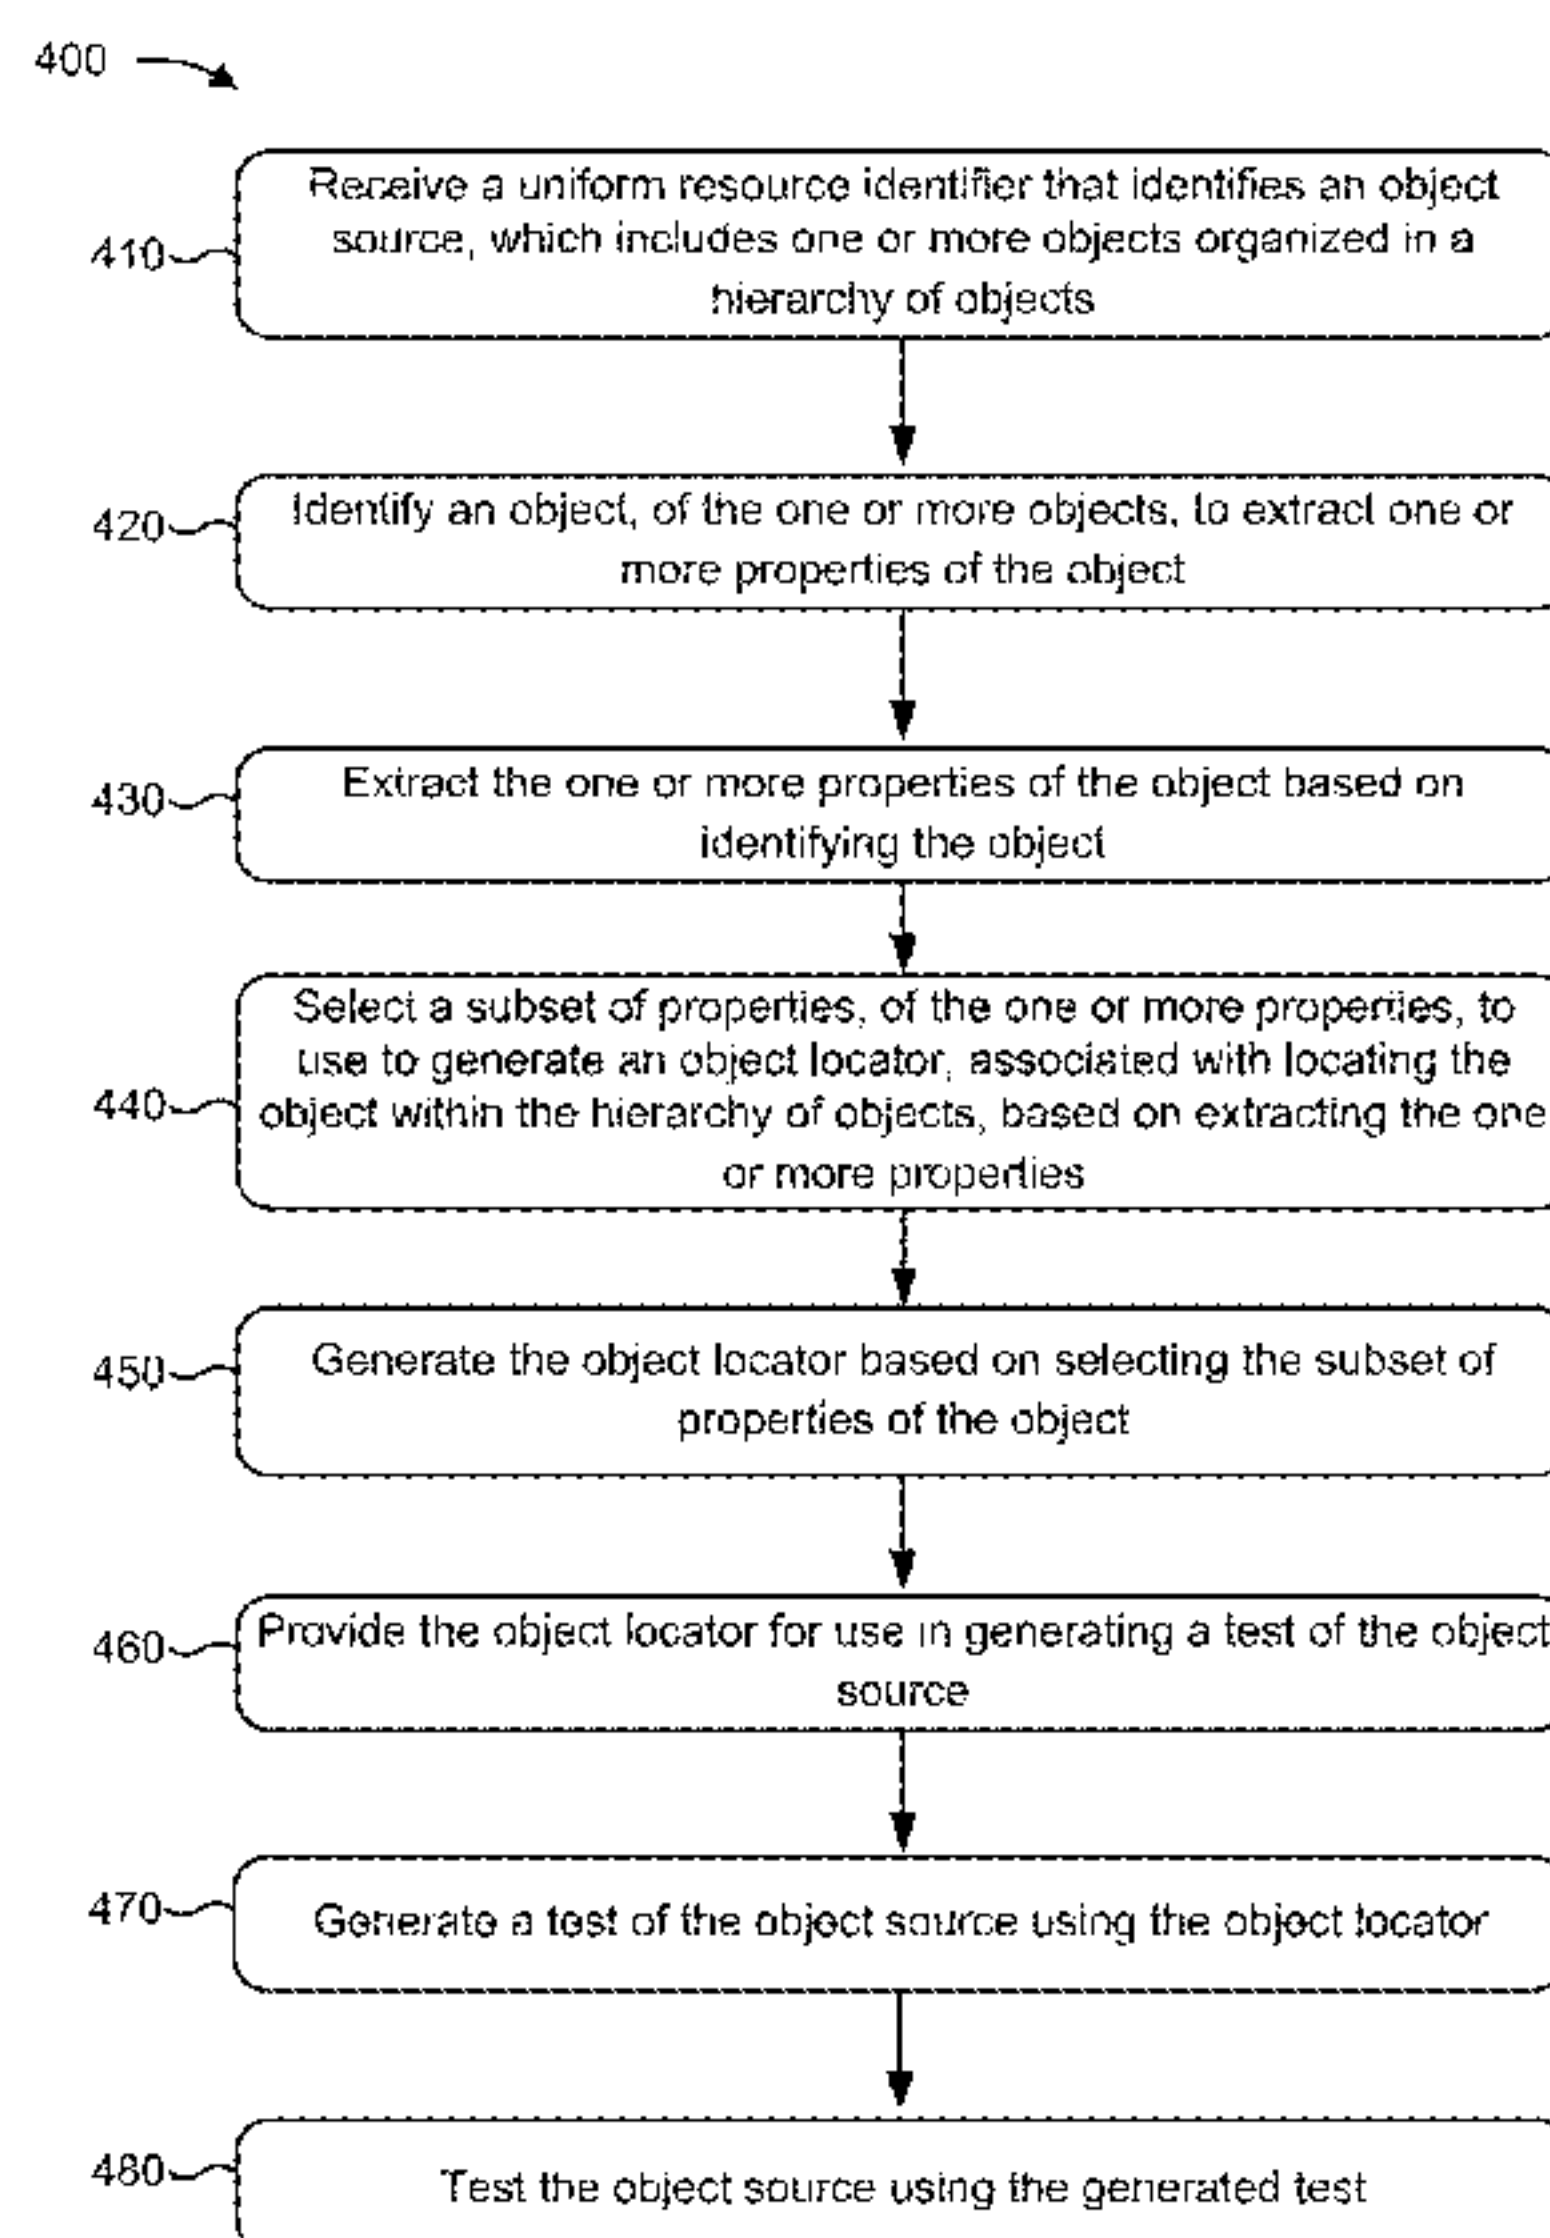 400
410
Receive a uniform resource identifier that identifies an object
source, which includes one or more objects organized in a
hierarchy of objects
420
Identify an object, of the one or more objects, to extract one or
more properties of the object
430
Extract the one or more properties of the object based on
identifying the object
440
Select a subset of properties, of the one or more properties, to
use to generate an object locator, associated with locating the
object within the hierarchy of objects, based on extracting the one
or more properties
450
Generate the object locator based on selecting the subset of
properties of the object
460
Provide the object locator for use in generating a test of the object
source
470
Generate a test of the object source using the object locator
480
Test the object source using the generated test